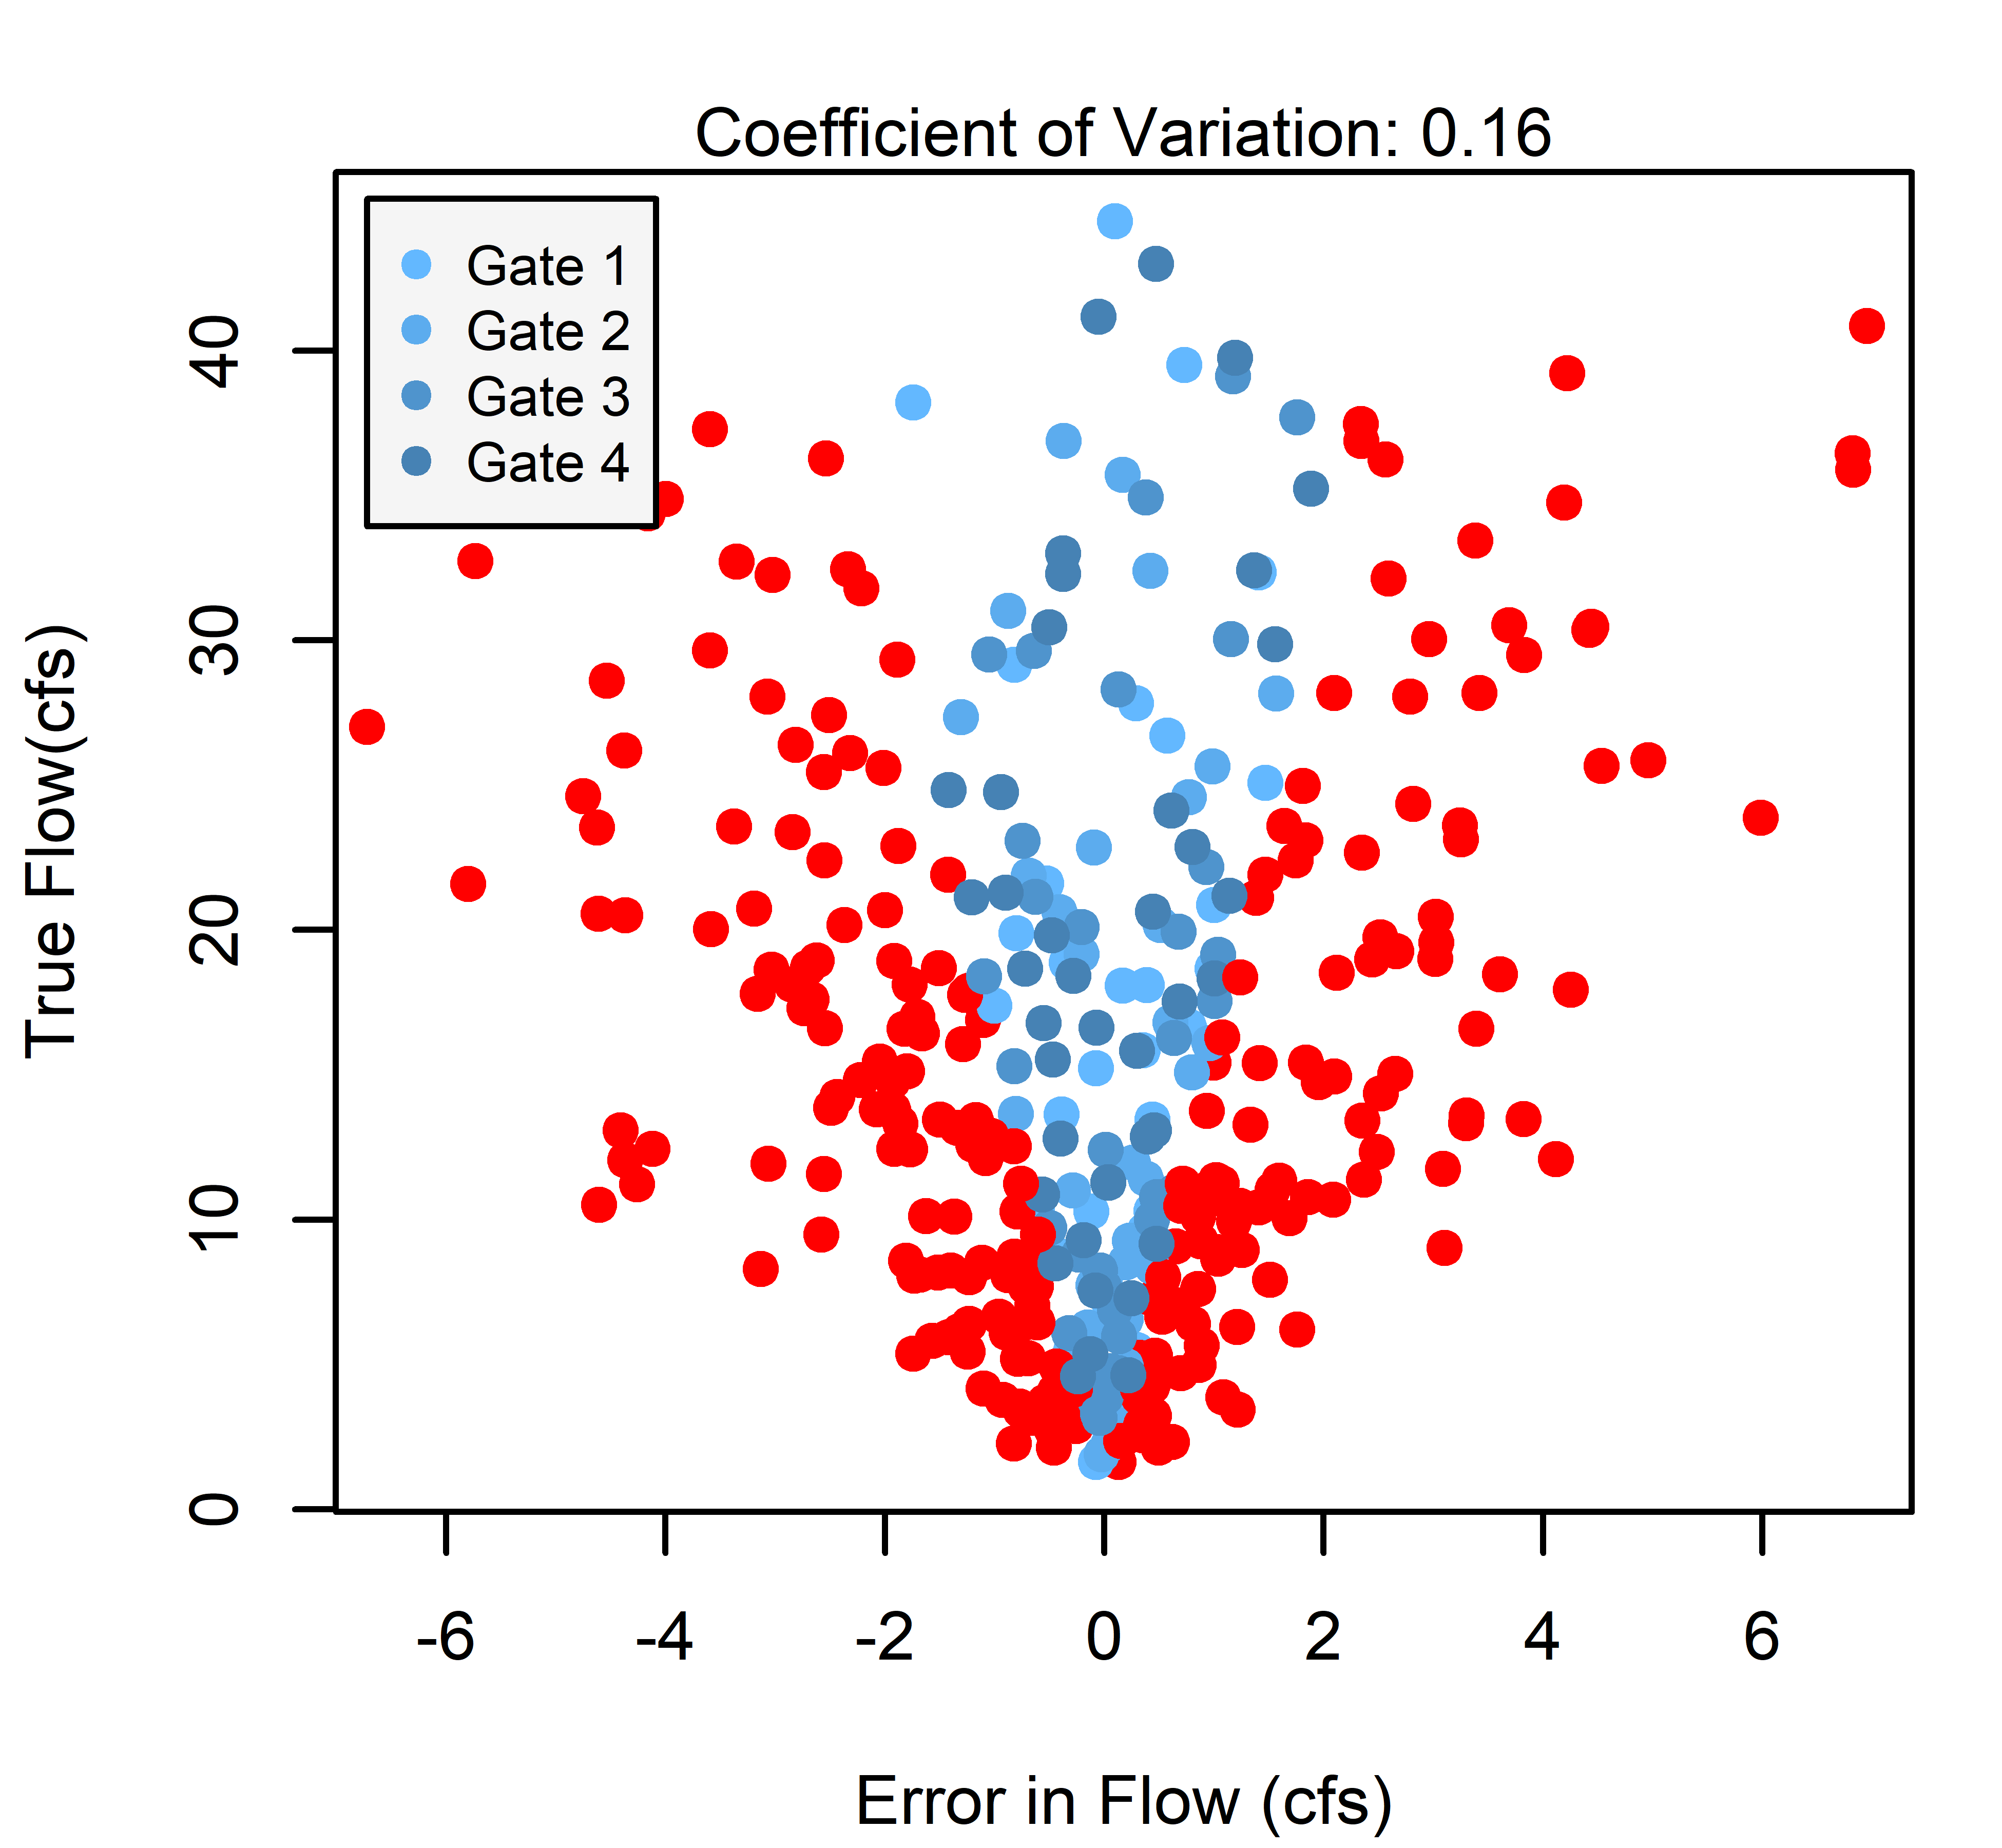 Coefficient of Variation: 0.16
Gate 1
Gate 2
Gate 3
Gate 4
True Flow(cfs)
40
30
20
10
0
-6 -4 -2 0 2 4 6
Error in Flow (cfs)